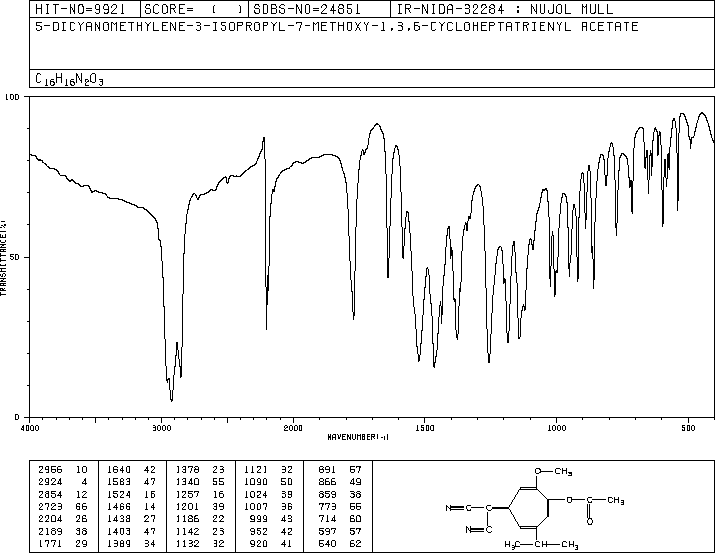 HIT-NO=9921 SCORE= ( ) SDBS-NO=24851 IR-NIDA-32284 : NUJOL MULL
5-DICYANOMETHYLENE-3-ISOPROPYL-7-METHOXY-1,3,6-CYCLOHEPTATRIENYL ACETATE
C16H16N2O3
100
50
0
TRANSMITTANCE(%)
4000 3000 2000 1500 1000 500
WAVENUMBER(-1)
2956 10 1640 42 1378 23 1121 32 891 57
2924 4 1583 47 1340 55 1090 50 866 49
2854 12 1524 16 1257 16 1024 39 859 38
2723 66 1466 14 1201 39 1007 36 773 55
2204 26 1438 27 1186 22 999 43 714 60
2189 38 1403 47 1142 23 952 42 597 57
1771 29 1389 34 1132 32 920 41 540 62
O CH3
N O CH3
O
N
H3C CH CH3